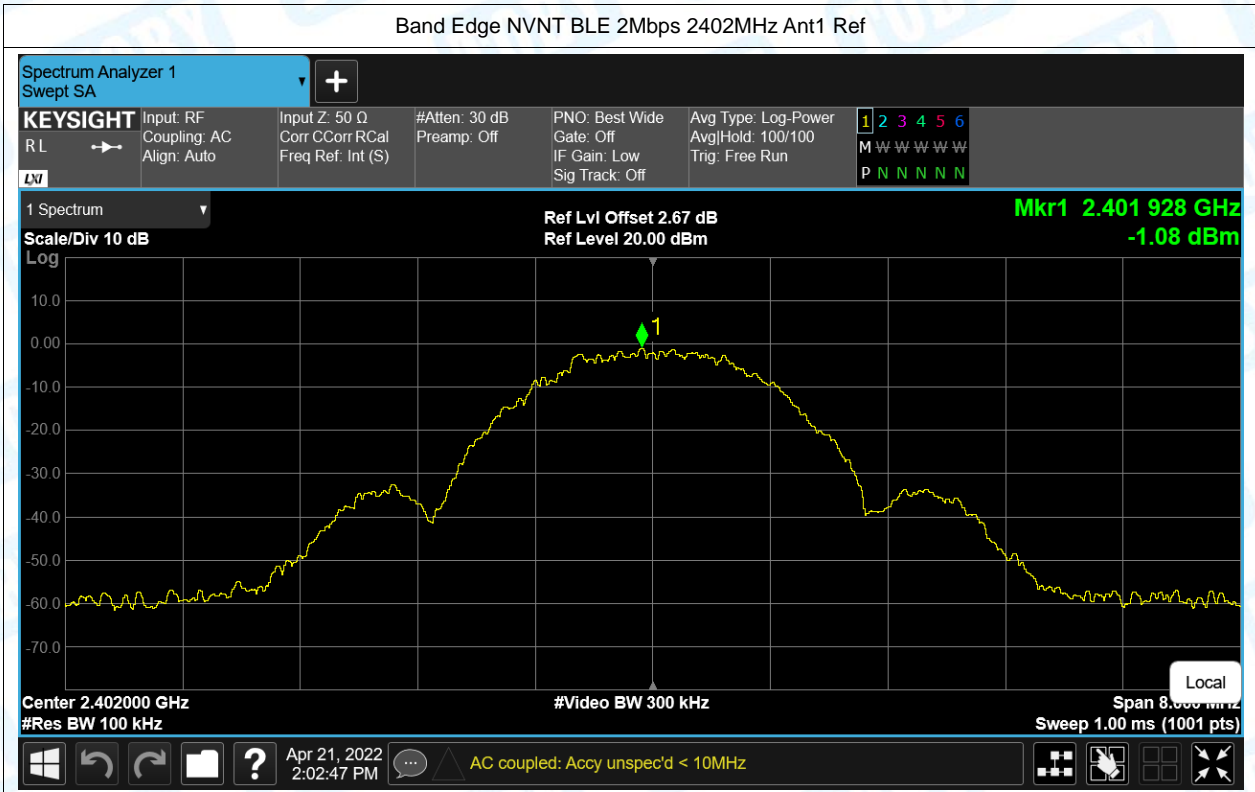 Band Edge NVNT BLE 2Mbps 2402MHz Ant1 Ref
Spectrum Analyzer 1
Swept SA
KEYSIGHT
RL
LXI
Input: RF
Coupling: AC
Align: Auto
Input Z: 50 Ω
Corr CCorr RCal
Freq Ref: Int (S)
#Atten: 30 dB
Preamp: Off
PNO: Best Wide
Gate: Off
IF Gain: Low
Sig Track: Off
Avg Type: Log-Power
Avg|Hold: 100/100
Trig: Free Run
1 2 3 4 5 6
M W W W W W
P N N N N N
1 Spectrum
Scale/Div 10 dB
Ref Lvl Offset 2.67 dB
Ref Level 20.00 dBm
Mkr1 2.401 928 GHz
-1.08 dBm
Log
10.0
0.00
-10.0
-20.0
-30.0
-40.0
-50.0
-60.0
-70.0
1
Center 2.402000 GHz
#Res BW 100 kHz
#Video BW 300 kHz
Span 8.000 MHz
Sweep 1.00 ms (1001 pts)
Local
?
Apr 21, 2022
2:02:47 PM
AC coupled: Accy unspec'd < 10MHz